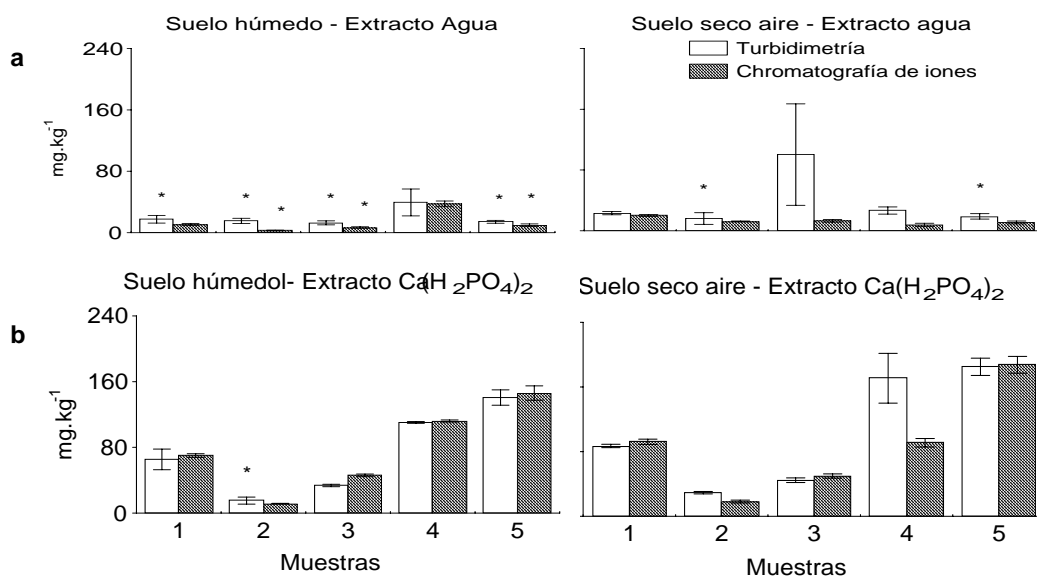 Suelo húmedo - Extracto Agua
Suelo seco aire - Extracto agua
a
240
160
80
0
mg.kg-1
Turbidimetría
Chromatografía de iones
* * * * * * *
* *
Suelo húmedol- Extracto Ca(H2PO4)2
Suelo seco aire - Extracto Ca(H2PO4)2
b
240
160
80
0
mg.kg-1
*
1 2 3 4 5
1 2 3 4 5
Muestras
Muestras